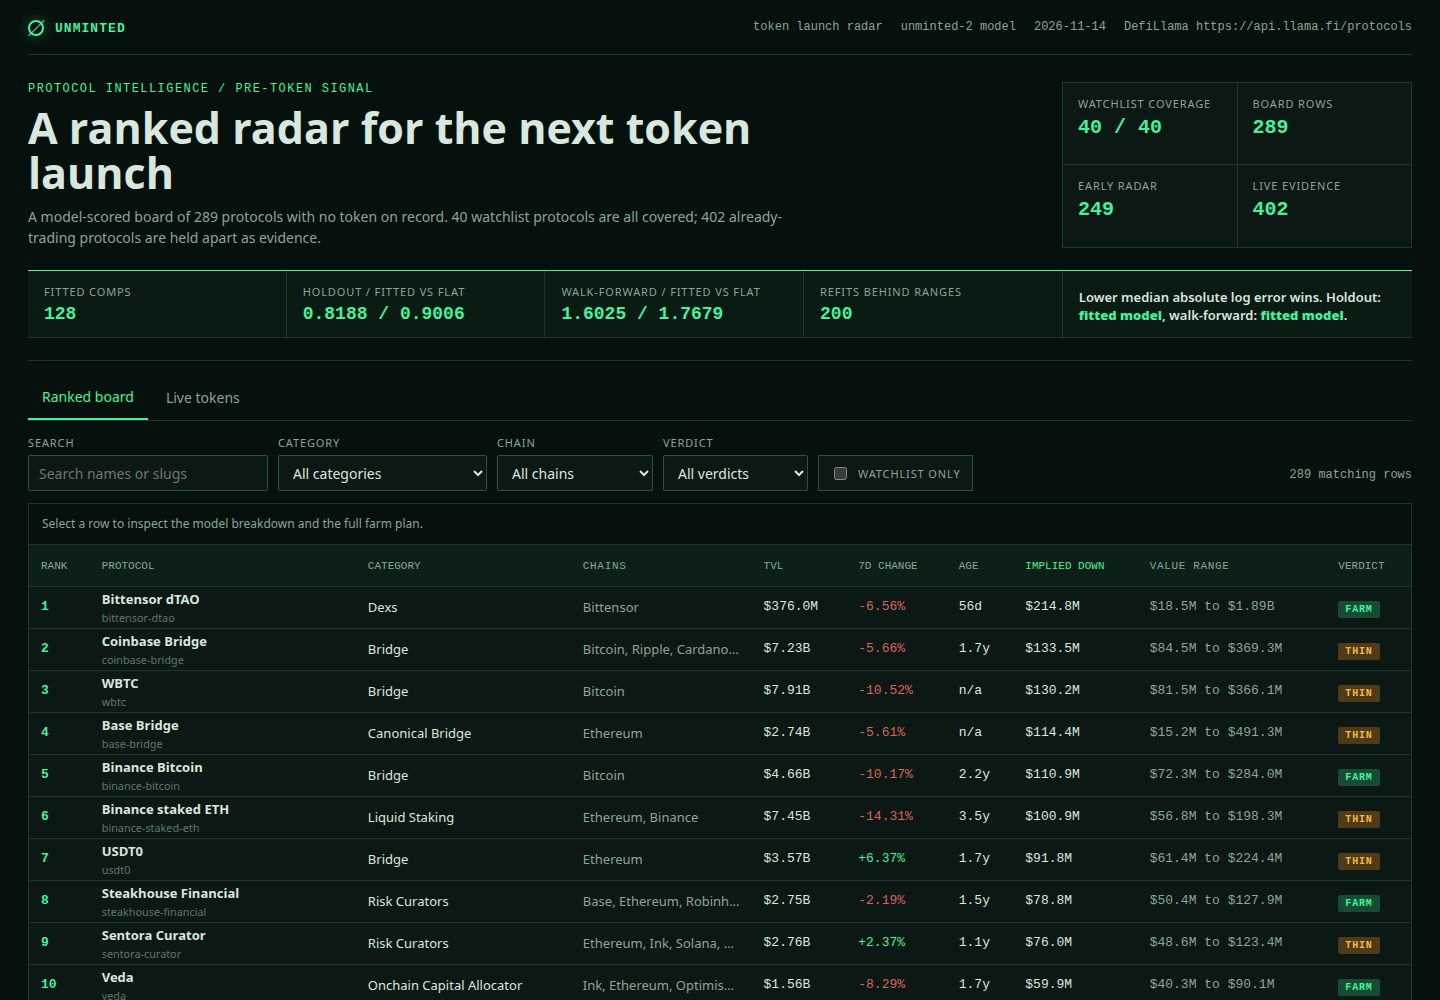 UNMINTED
token launch radar unminted-2 model 2026-11-14 DefiLlama https://api.llama.fi/protocols
PROTOCOL INTELLIGENCE / PRE-TOKEN SIGNAL
A ranked radar for the next token
launch
A model-scored board of 289 protocols with no token on record. 40 watchlist protocols are all covered; 402 already-
trading protocols are held apart as evidence.
WATCHLIST COVERAGE
40 / 40
BOARD ROWS
289
EARLY RADAR
249
LIVE EVIDENCE
402
FITTED COMPS
128
HOLDOUT / FITTED VS FLAT
0.8188 / 0.9006
WALK-FORWARD / FITTED VS FLAT
1.6025 / 1.7679
REFITS BEHIND RANGES
200
Lower median absolute log error wins. Holdout:
fitted model, walk-forward: fitted model.
Ranked board Live tokens
SEARCH CATEGORY CHAIN VERDICT
Search names or slugs All categories All chains All verdicts WATCHLIST ONLY 289 matching rows
Select a row to inspect the model breakdown and the full farm plan.
RANK PROTOCOL CATEGORY CHAINS TVL 7D CHANGE AGE IMPLIED DOWN VALUE RANGE VERDICT
1 Bittensor dTAO Dexs Bittensor $376.0M -6.56% 56d $214.8M $18.5M to $1.89B FARM
bittensor-dtao
2 Coinbase Bridge Bridge Bitcoin, Ripple, Cardano... $7.23B -5.66% 1.7y $133.5M $84.5M to $369.3M THIN
coinbase-bridge
3 WBTC Bridge Bitcoin $7.91B -10.52% n/a $130.2M $81.5M to $366.1M THIN
wbtc
4 Base Bridge Canonical Bridge Ethereum $2.74B -5.61% n/a $114.4M $15.2M to $491.3M THIN
base-bridge
5 Binance Bitcoin Bridge Bitcoin $4.66B -10.17% 2.2y $110.9M $72.3M to $284.0M FARM
binance-bitcoin
6 Binance staked ETH Liquid Staking Ethereum, Binance $7.45B -14.31% 3.5y $100.9M $56.8M to $198.3M THIN
binance-staked-eth
7 USDT0 Bridge Ethereum $3.57B +6.37% 1.7y $91.8M $61.4M to $224.4M THIN
usdt0
8 Steakhouse Financial Risk Curators Base, Ethereum, Robinh... $2.75B -2.19% 1.5y $78.8M $50.4M to $127.9M FARM
steakhouse-financial
9 Sentora Curator Risk Curators Ethereum, Ink, Solana, ... $2.76B +2.37% 1.1y $76.0M $48.6M to $123.4M THIN
sentora-curator
10 Veda Onchain Capital Allocator Ink, Ethereum, Optimis... $1.56B -8.29% 1.7y $59.9M $40.3M to $90.1M FARM
veda